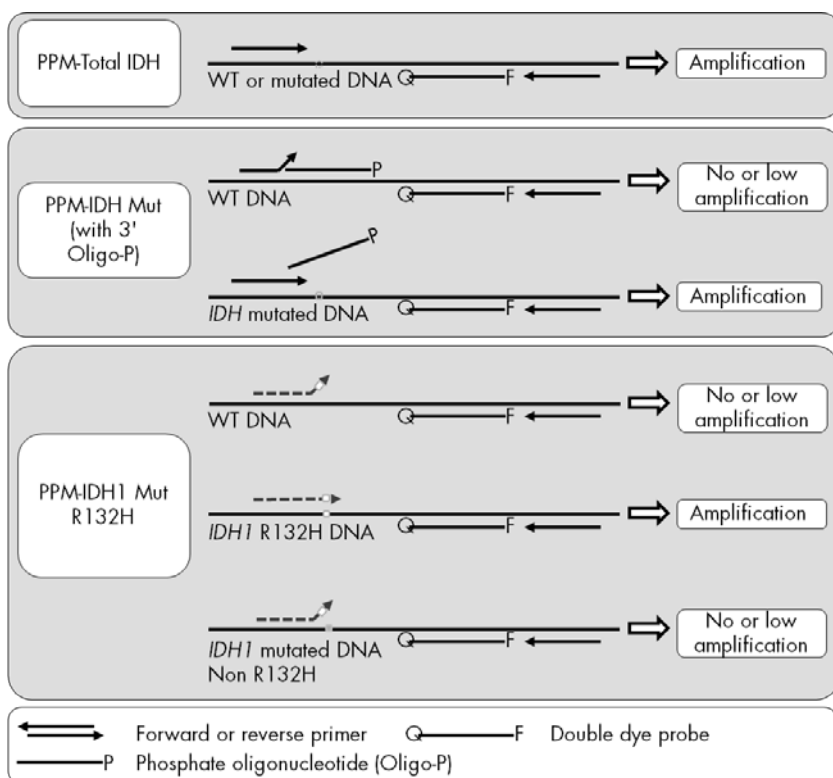 PPM-Total IDH
WT or mutated DNA
Q
F
Amplification
PPM-IDH Mut
(with 3'
Oligo-P)
P
WT DNA
Q
F
No or low
amplification
P
IDH mutated DNA
Q
F
Amplification
PPM-IDH1 Mut
R132H
WT DNA
Q
F
No or low
amplification
IDH1 R132H DNA
Q
F
Amplification
IDH1 mutated DNA
Non R132H
Q
F
No or low
amplification
Forward or reverse primer
Q
F
Double dye probe
P
Phosphate oligonucleotide (Oligo-P)